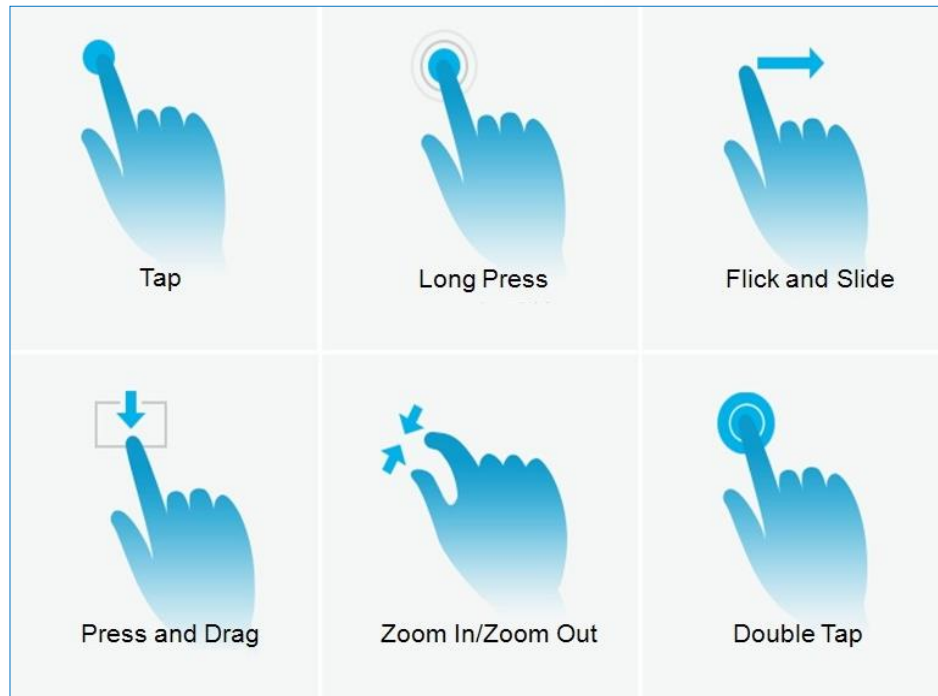 Tap
Long Press
Flick and Slide
Press and Drag
Zoom In/Zoom Out
Double Tap